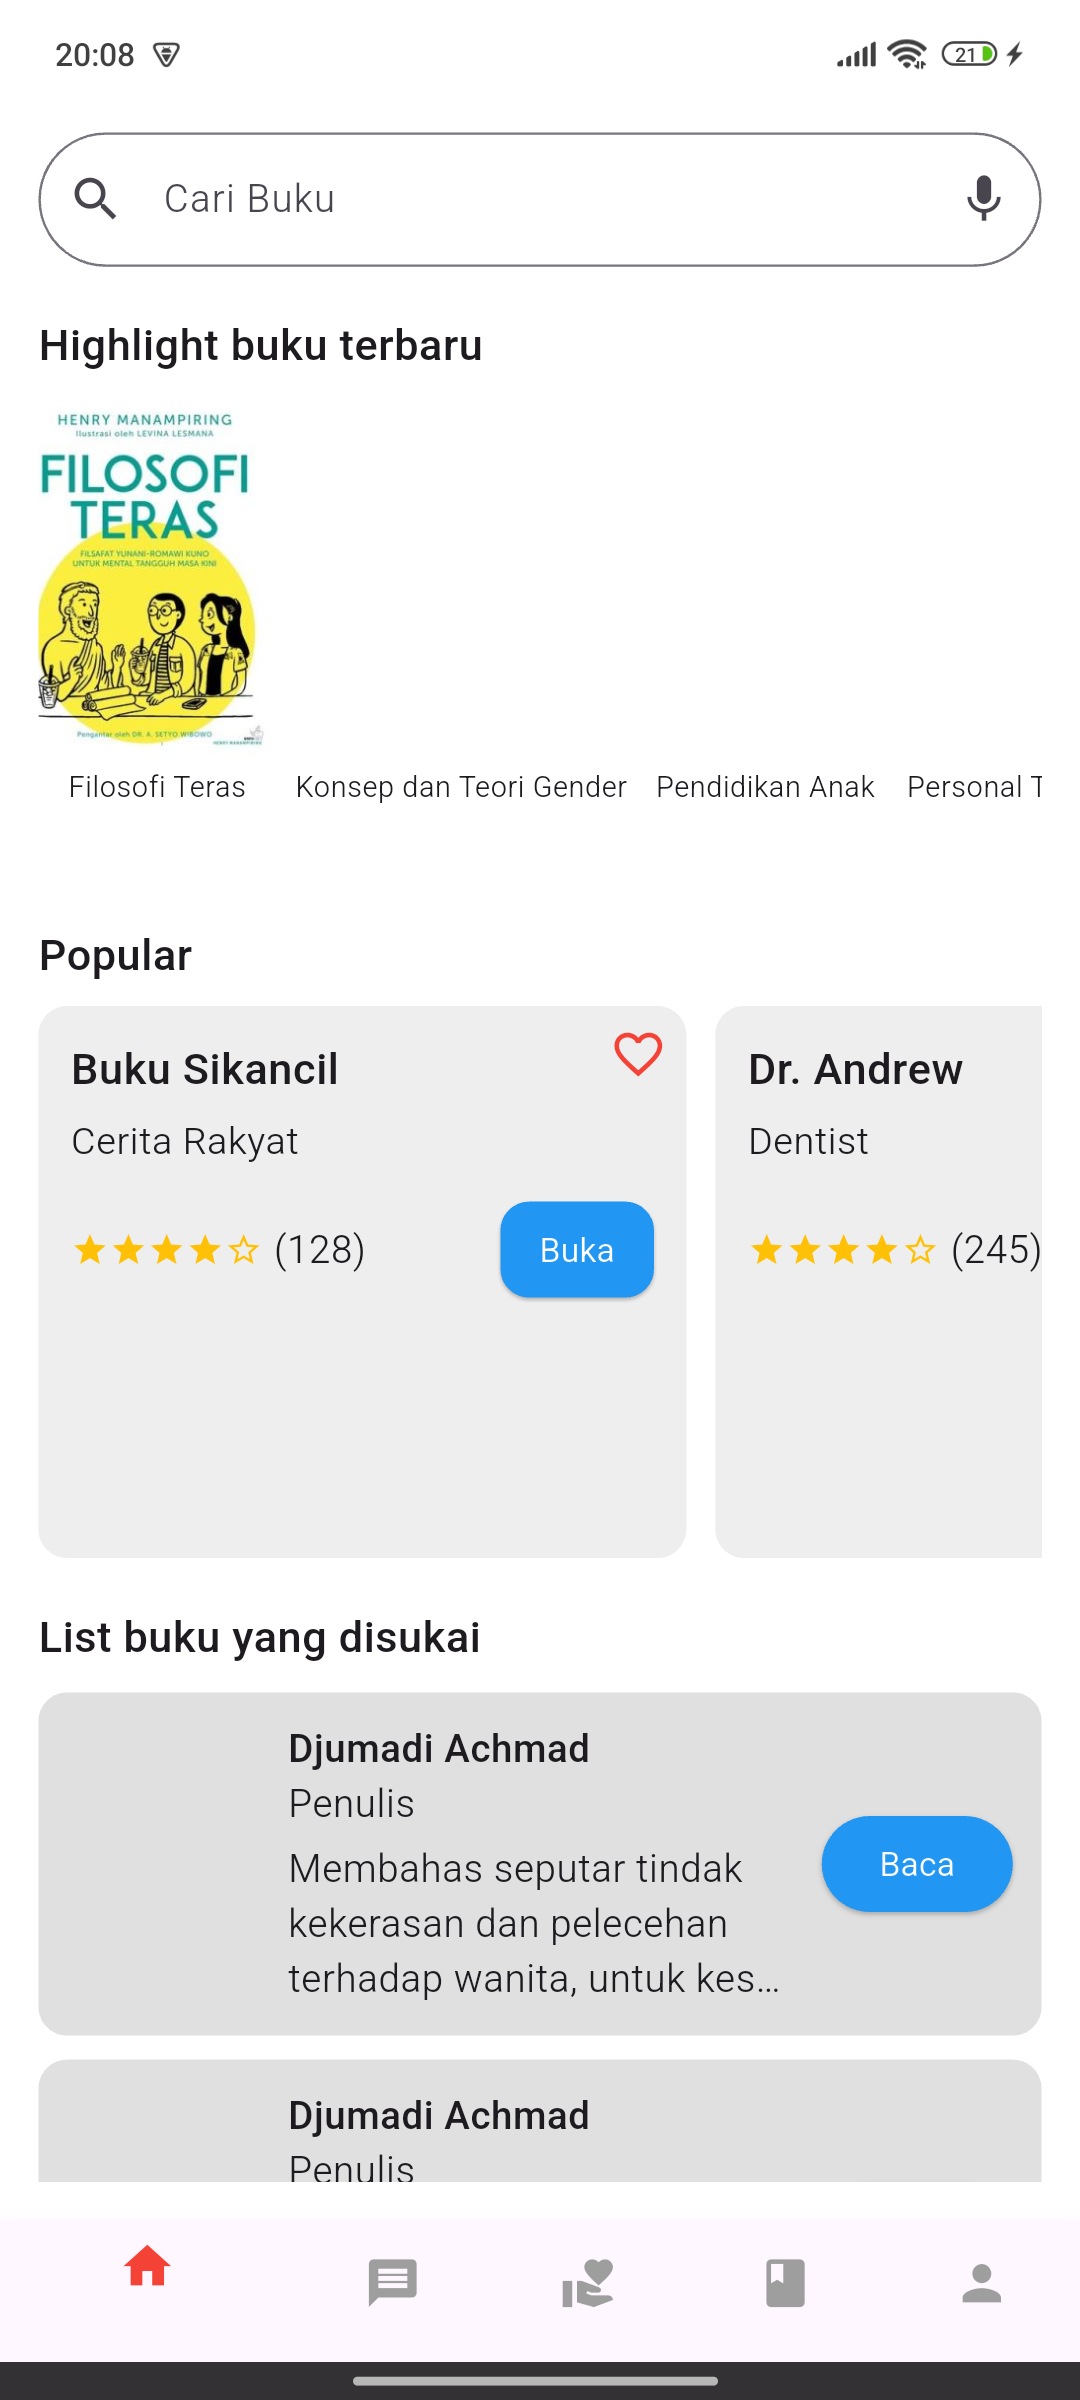 20:08
21
Cari Buku
Highlight buku terbaru
HENRY MANAMPIRING
Ilustrasi oleh LEVINA LESMANA
FILOSOFI
TERAS
FILSAFAT YUNANI-ROMAWI KUNO
UNTUK MENTAL TANGGUH MASA KINI
Pengantar oleh DR. A. SETYO WIBOWO
HENRY MANAMPIRING
Filosofi Teras
Konsep dan Teori Gender
Pendidikan Anak
Personal T
Popular
Buku Sikancil
Cerita Rakyat
(128)
Buka
Dr. Andrew
Dentist
(245)
List buku yang disukai
Djumadi Achmad
Penulis
Membahas seputar tindak
kekerasan dan pelecehan
terhadap wanita, untuk kes...
Baca
Djumadi Achmad
Penulis